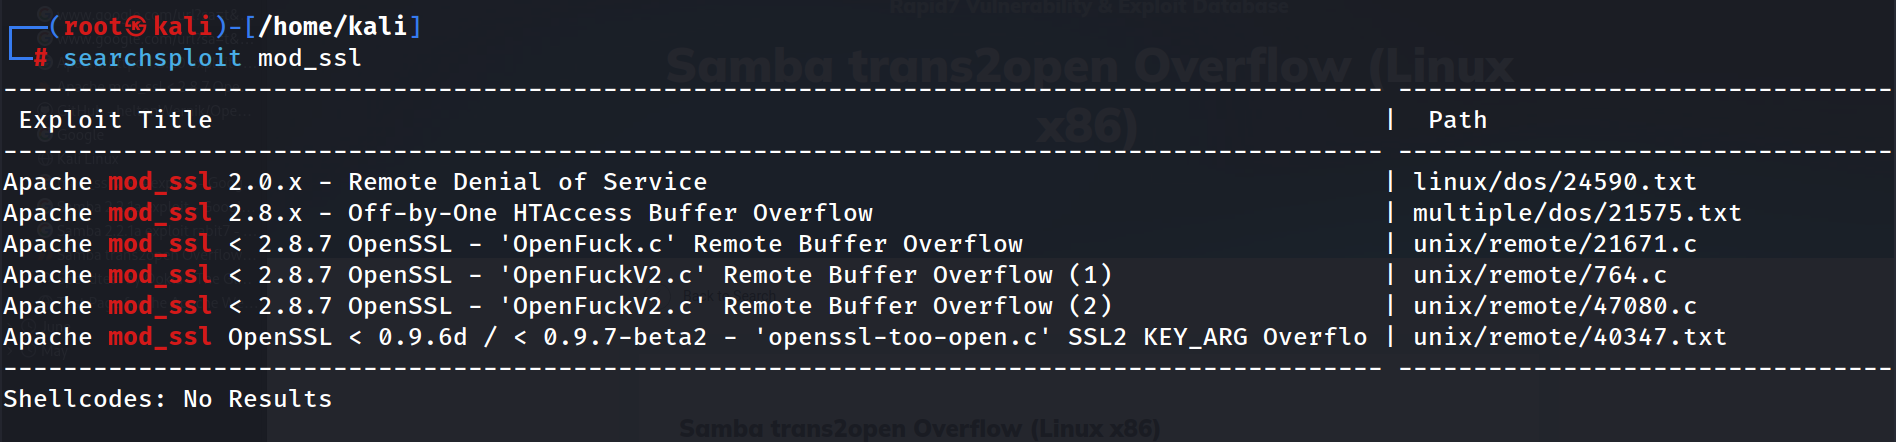 Rapid7 Vulnerability & Exploit Database
(root㉿kali)-[/home/kali]
# searchsploit mod_ssl
Samba trans2open Overflow (Linux
x86)
Exploit Title | Path
Kali Linux
Apache mod_ssl 2.0.x - Remote Denial of Service | linux/dos/24590.txt
Apache mod_ssl 2.8.x - Off-by-One HTAccess Buffer Overflow | multiple/dos/21575.txt
Apache mod_ssl < 2.8.7 OpenSSL - 'OpenFuck.c' Remote Buffer Overflow | unix/remote/21671.c
Apache mod_ssl < 2.8.7 OpenSSL - 'OpenFuckV2.c' Remote Buffer Overflow (1) | unix/remote/764.c
Apache mod_ssl < 2.8.7 OpenSSL - 'OpenFuckV2.c' Remote Buffer Overflow (2) | unix/remote/47080.c
Apache mod_ssl OpenSSL < 0.9.6d / < 0.9.7-beta2 - 'openssl-too-open.c' SSL2 KEY_ARG Overflo | unix/remote/40347.txt
Shellcodes: No Results
Samba trans2open Overflow (Linux x86)